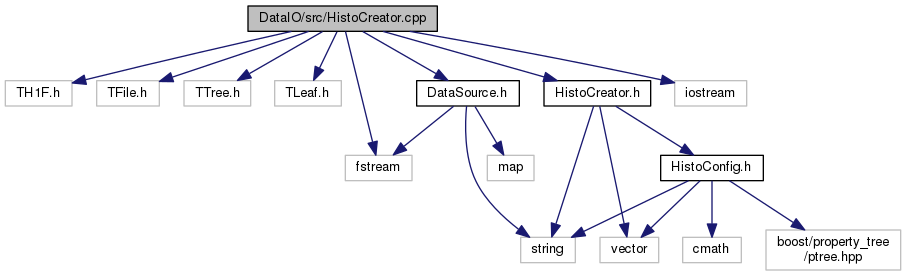 DataIO/src/HistoCreator.cpp
TH1F.h
TFile.h
TTree.h
TLeaf.h
DataSource.h
HistoCreator.h
iostream
fstream
map
HistoConfig.h
string
vector
cmath
boost/property_tree
/ptree.hpp